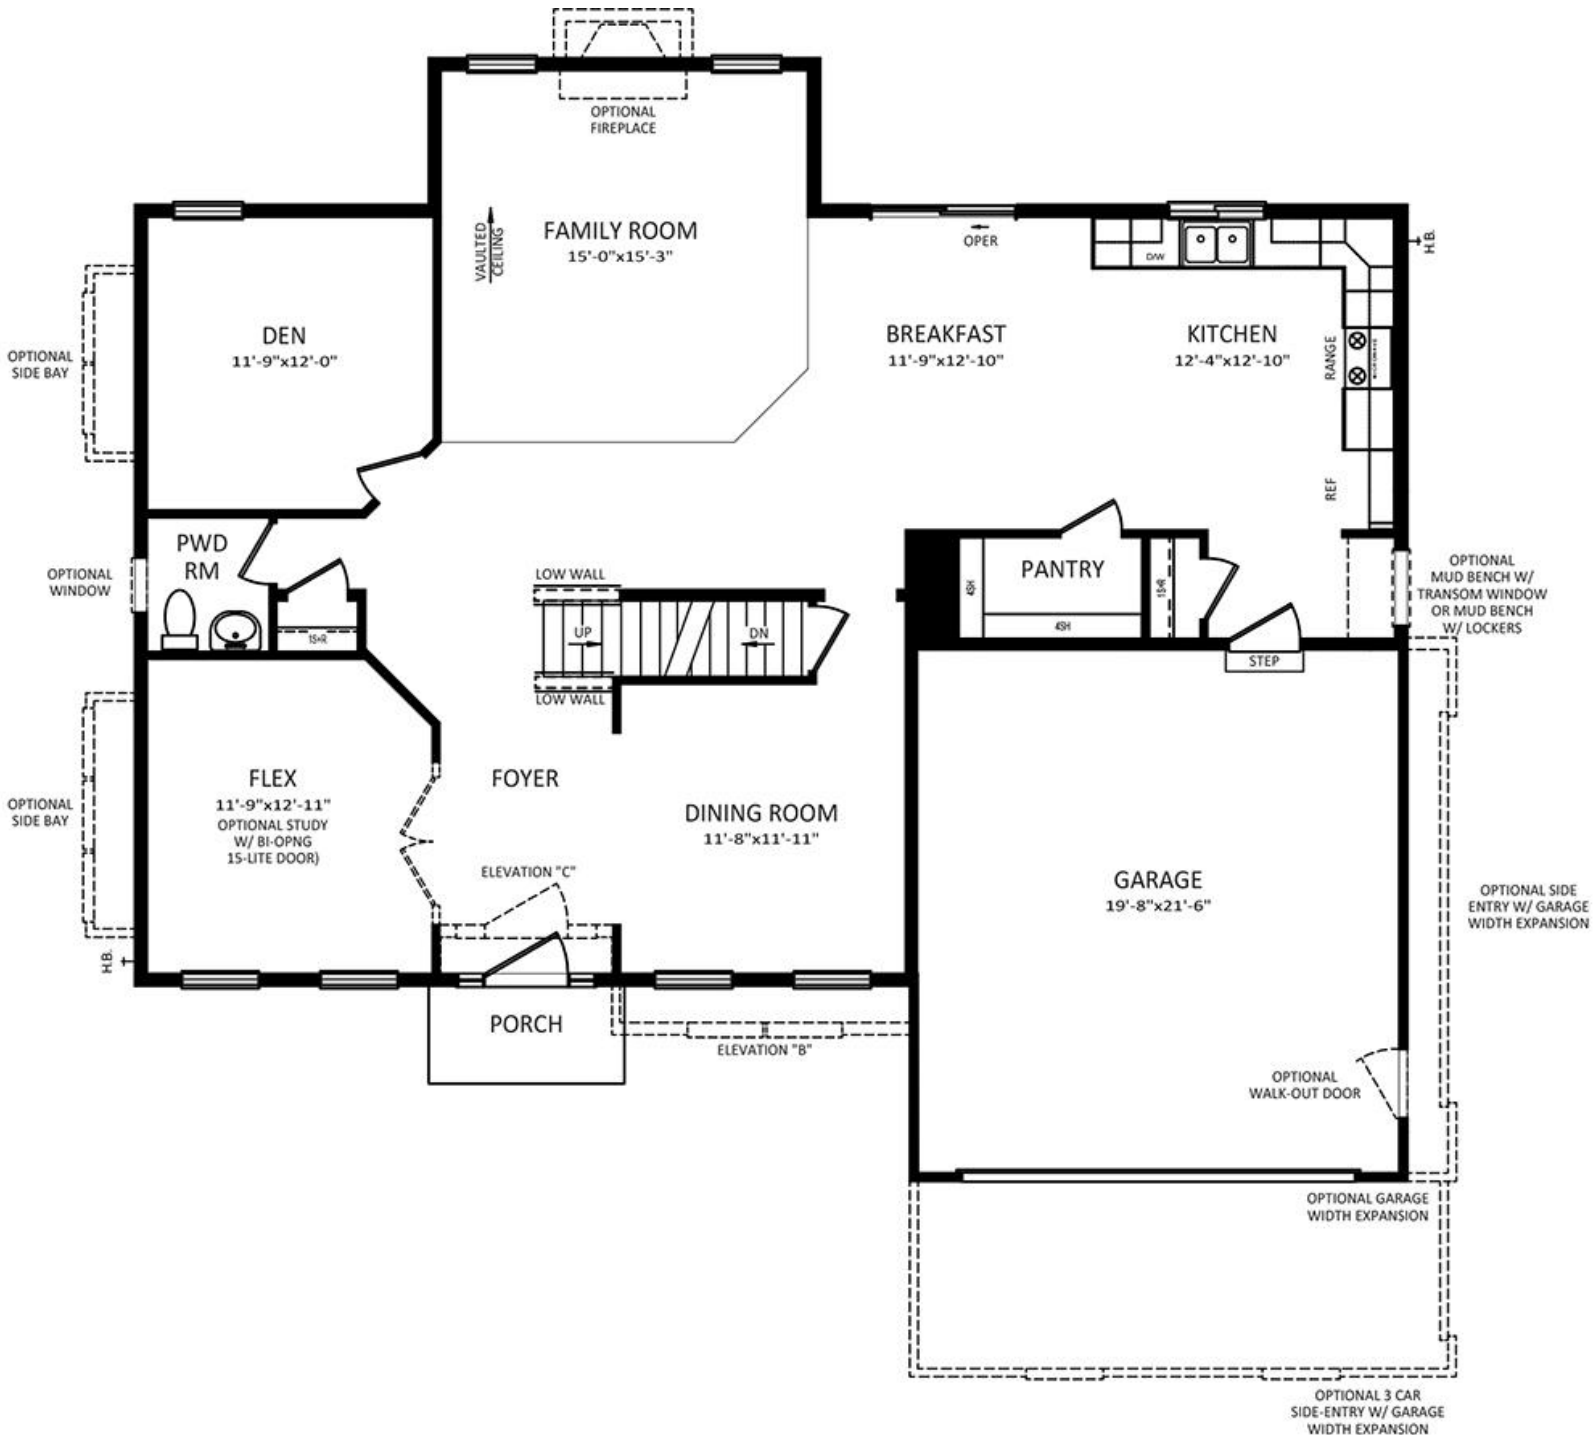 OPTIONAL
FIREPLACE
VAULTED
CEILING
FAMILY ROOM
15'-0"x15'-3"
OPER
D/W
H.B.
DEN
11'-9"x12'-0"
OPTIONAL
SIDE BAY
BREAKFAST
11'-9"x12'-10"
KITCHEN
12'-4"x12'-10"
RANGE
MICROWAVE
REF
PWD
RM
OPTIONAL
WINDOW
1S+R
LOW WALL
UP
DN
LOW WALL
4SH
PANTRY
4SH
1S+R
OPTIONAL
MUD BENCH W/
TRANSOM WINDOW
OR MUD BENCH
W/ LOCKERS
STEP
FLEX
11'-9"x12'-11"
OPTIONAL STUDY
W/ BI-OPNG
15-LITE DOOR)
OPTIONAL
SIDE BAY
FOYER
DINING ROOM
11'-8"x11'-11"
ELEVATION "C"
GARAGE
19'-8"x21'-6"
OPTIONAL SIDE
ENTRY W/ GARAGE
WIDTH EXPANSION
H.B.
PORCH
ELEVATION "B"
OPTIONAL
WALK-OUT DOOR
OPTIONAL GARAGE
WIDTH EXPANSION
OPTIONAL 3 CAR
SIDE-ENTRY W/ GARAGE
WIDTH EXPANSION